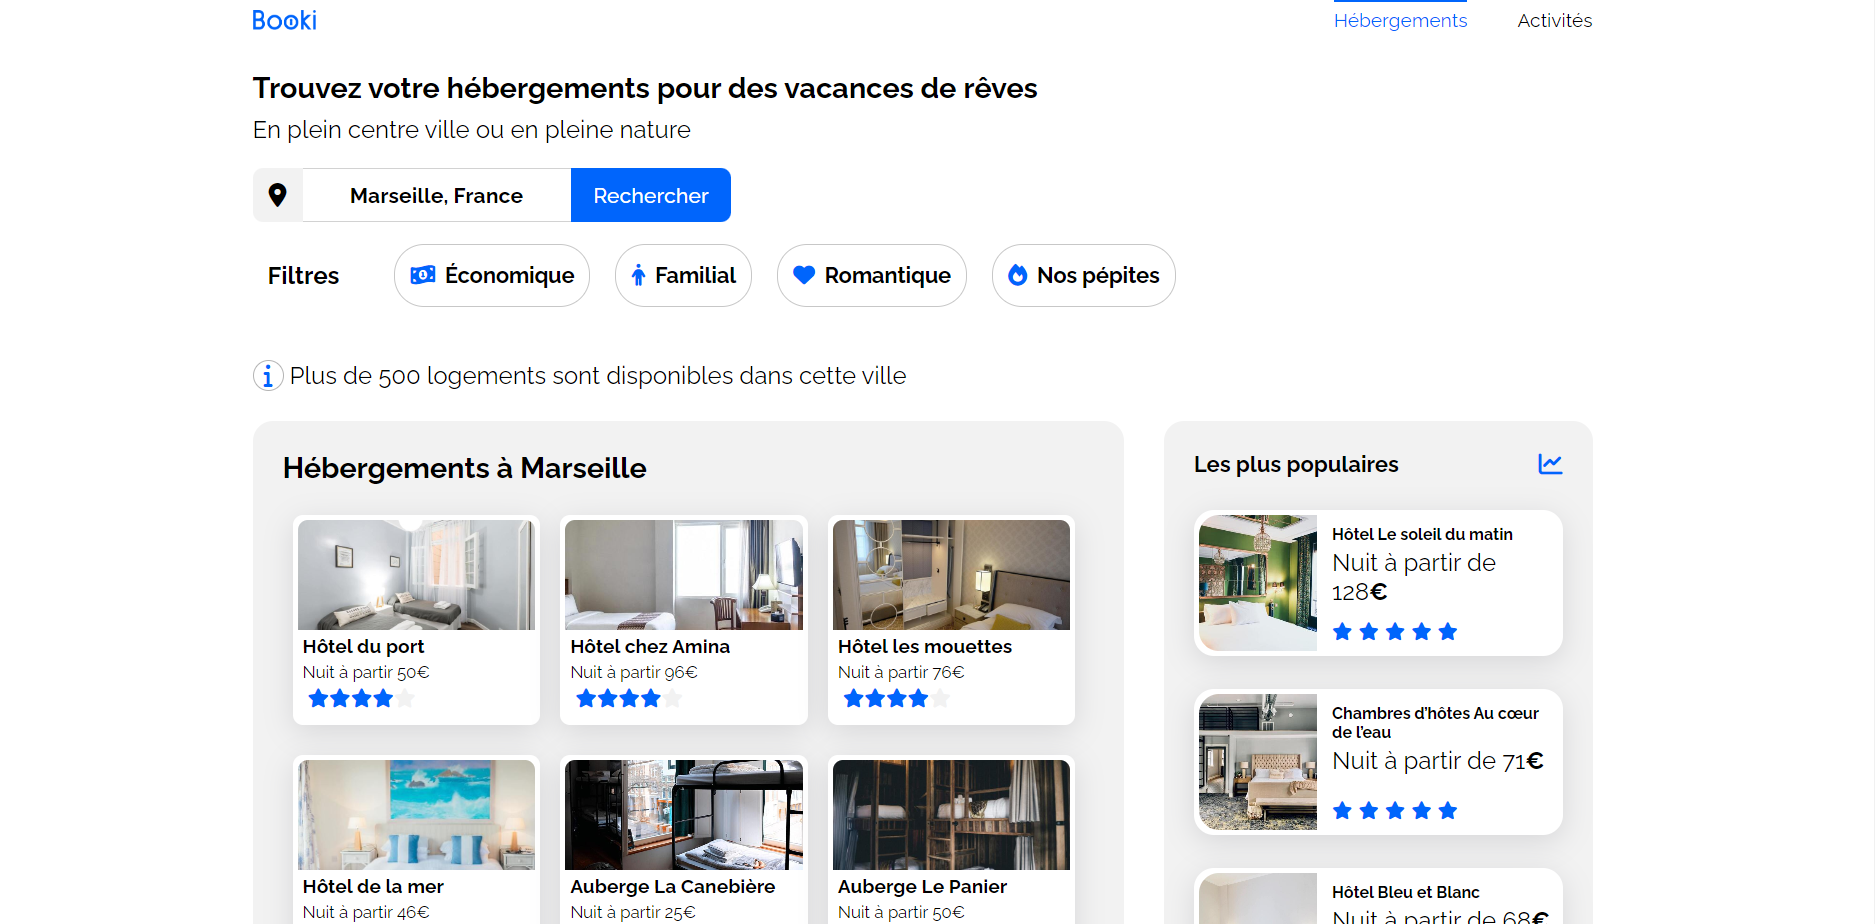 Booki
Hébergements
Activités
Trouvez votre hébergements pour des vacances de rêves
En plein centre ville ou en pleine nature
Marseille, France
Rechercher
Filtres
Économique
Familial
Romantique
Nos pépites
Plus de 500 logements sont disponibles dans cette ville
Hébergements à Marseille
Hôtel du port
Nuit à partir 50€
Hôtel chez Amina
Nuit à partir 96€
Hôtel les mouettes
Nuit à partir 76€
Hôtel de la mer
Nuit à partir 46€
Auberge La Canebière
Nuit à partir 25€
Auberge Le Panier
Nuit à partir 50€
Les plus populaires
Hôtel Le soleil du matin
Nuit à partir de
128€
Chambres d’hôtes Au cœur
de l’eau
Nuit à partir de 71€
Hôtel Bleu et Blanc
Nuit à partir de 68€